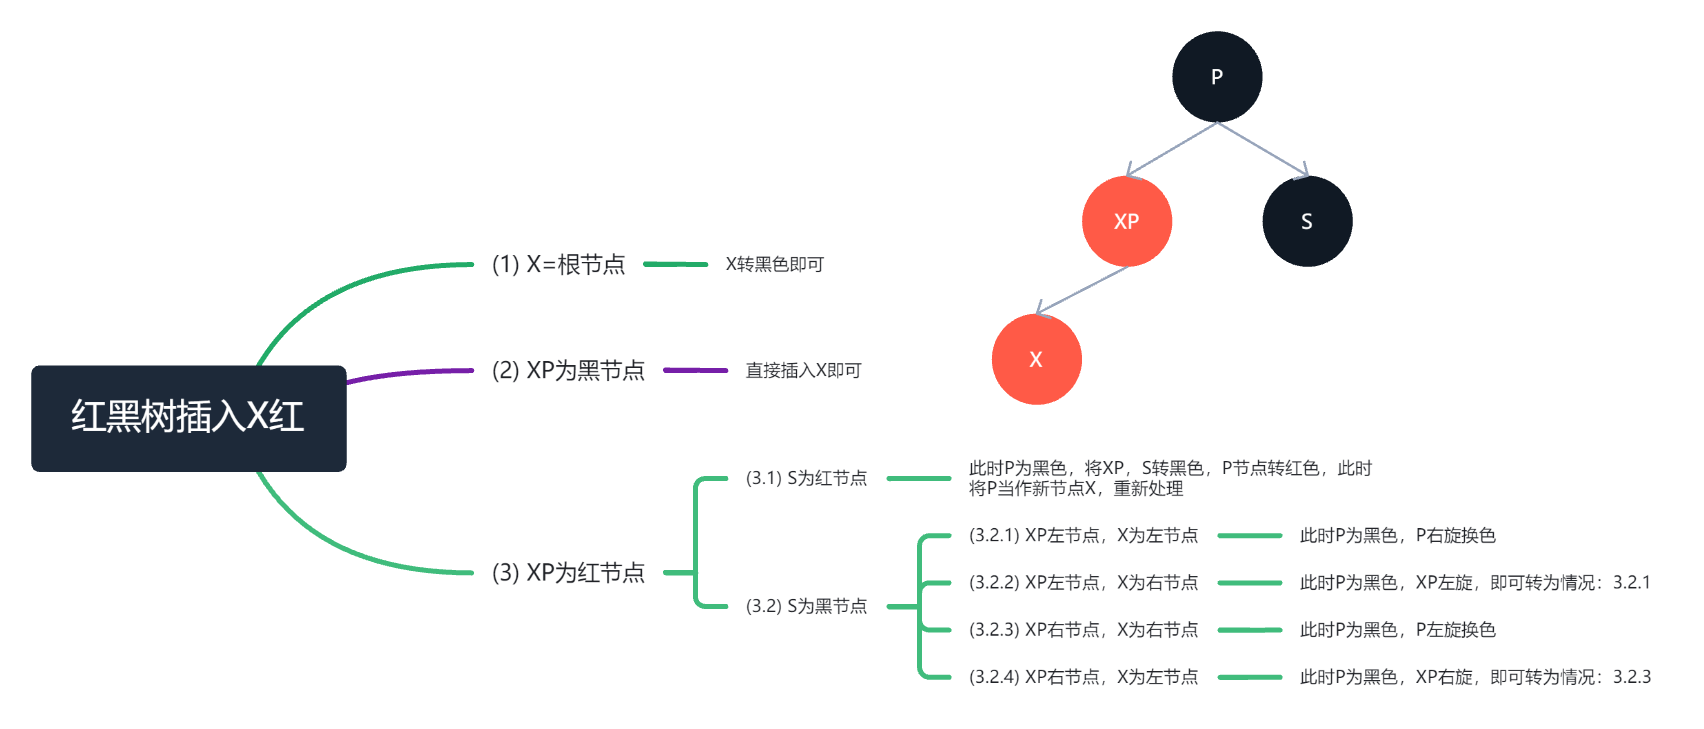 P
XP
S
X
红黑树插入X红
(1) X=根节点
X转黑色即可
(2) XP为黑节点
直接插入X即可
(3) XP为红节点
(3.1) S为红节点
此时P为黑色，将XP，S转黑色，P节点转红色，此时
将P当作新节点X，重新处理
(3.2) S为黑节点
(3.2.1) XP左节点，X为左节点
此时P为黑色，P右旋换色
(3.2.2) XP左节点，X为右节点
此时P为黑色，XP左旋，即可转为情况：3.2.1
(3.2.3) XP右节点，X为右节点
此时P为黑色，P左旋换色
(3.2.4) XP右节点，X为左节点
此时P为黑色，XP右旋，即可转为情况：3.2.3